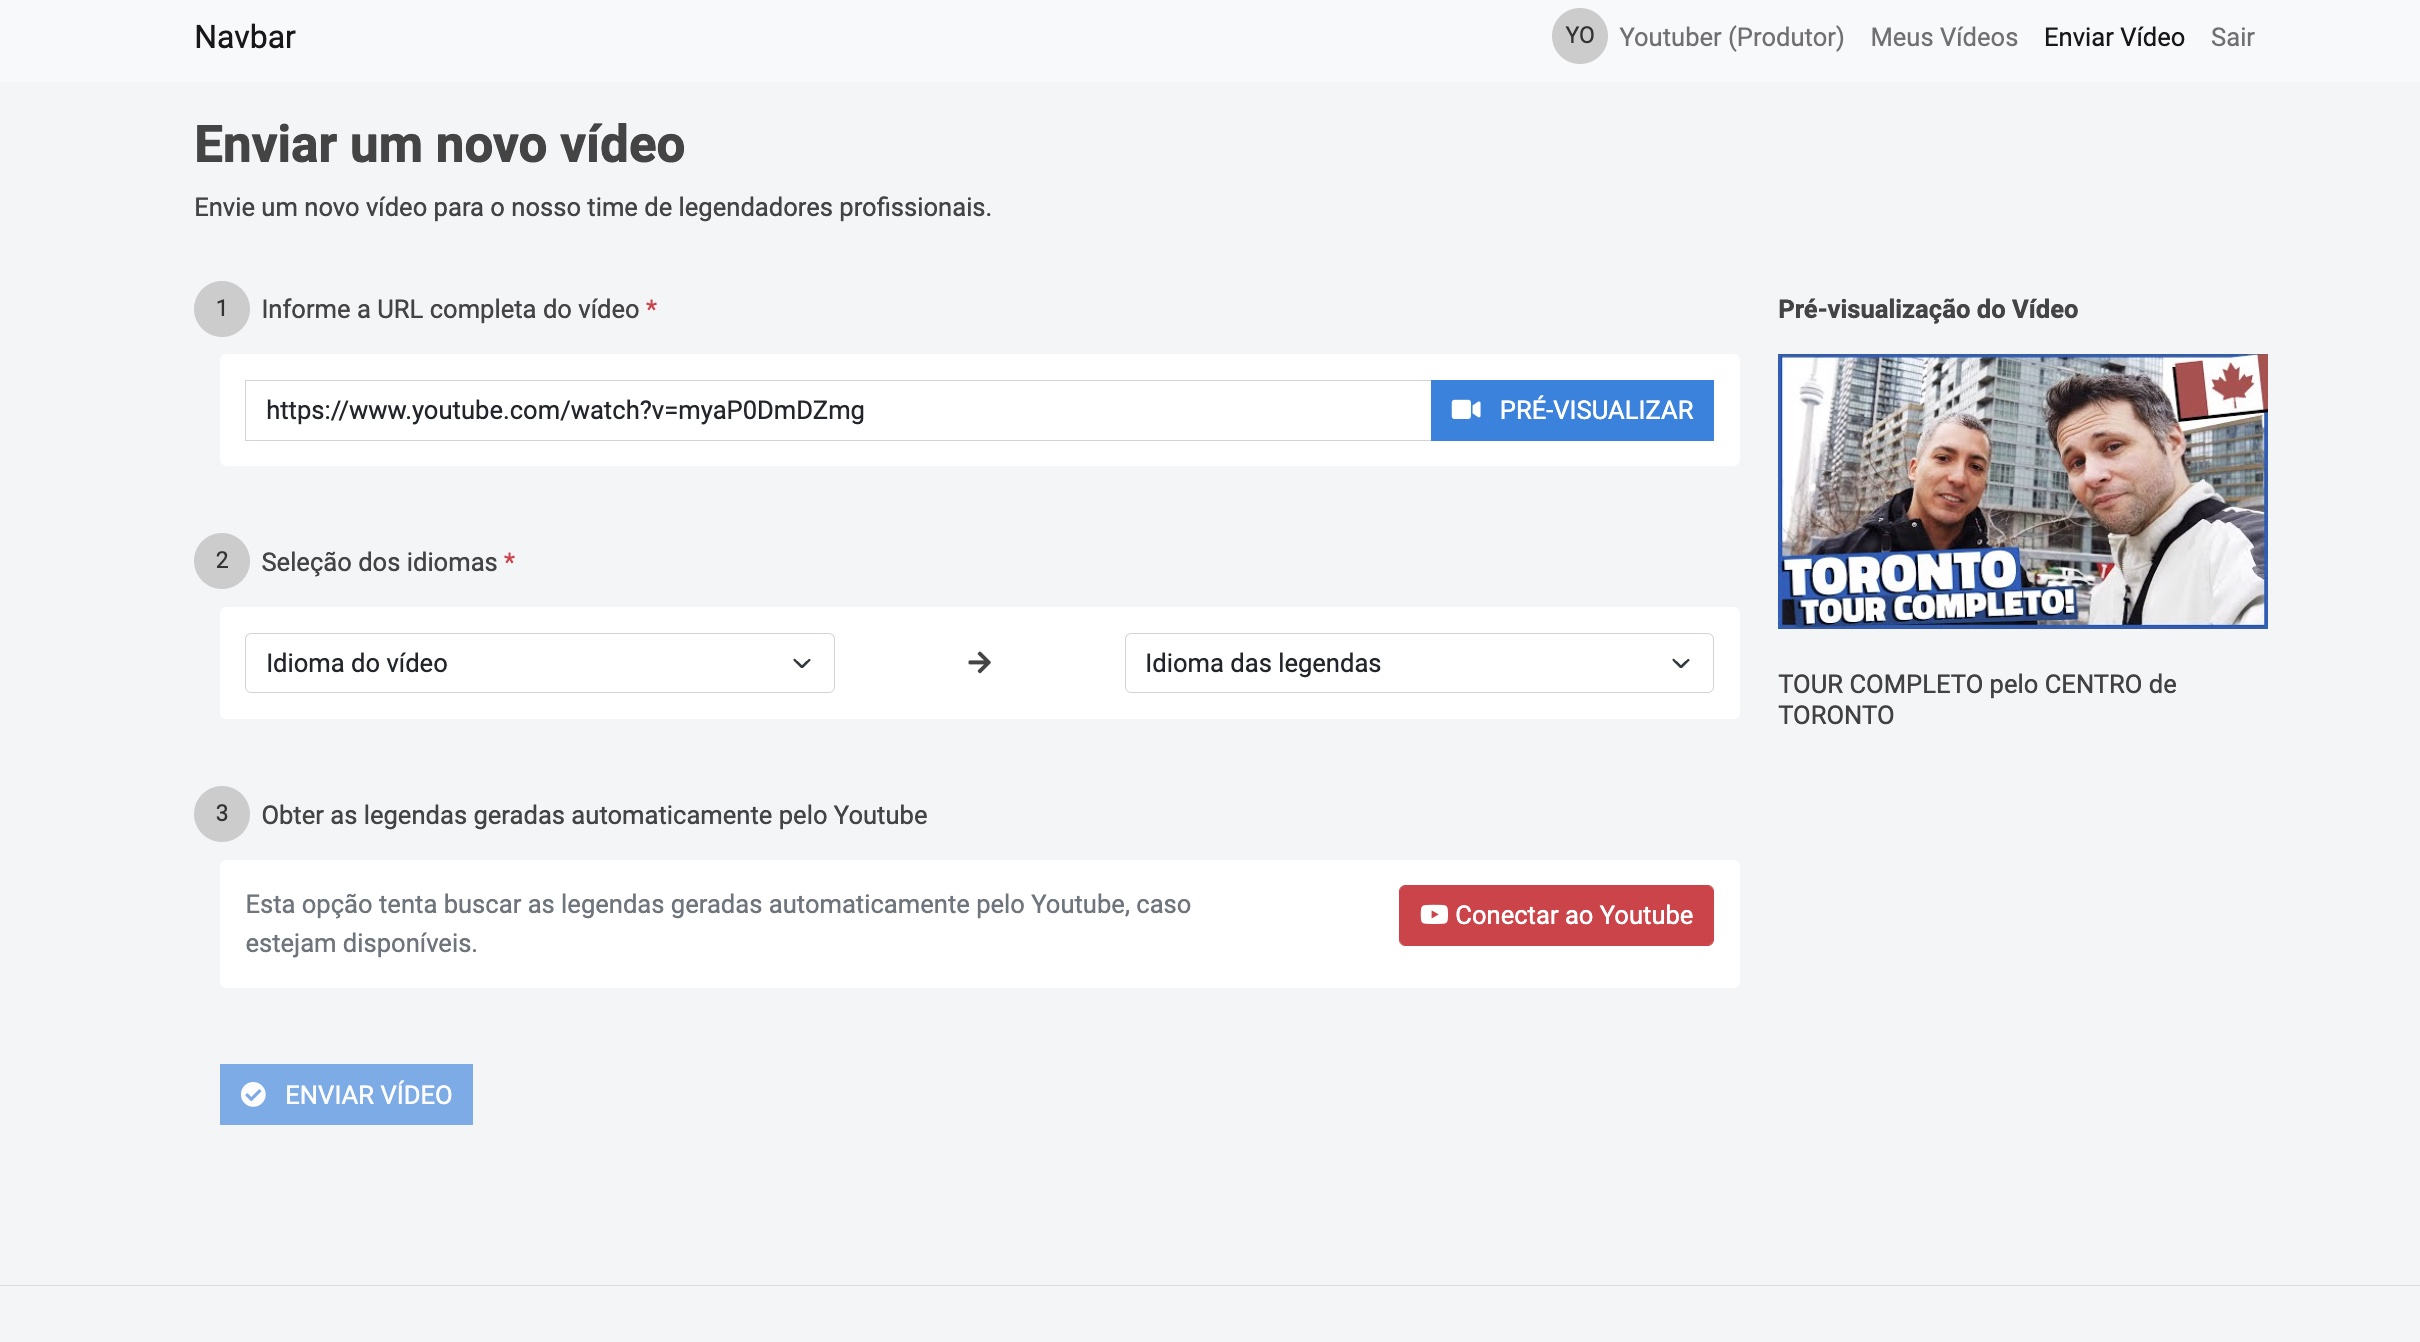 Navbar
YO Youtuber (Produtor) Meus Vídeos Enviar Vídeo Sair
Enviar um novo vídeo
Envie um novo vídeo para o nosso time de legendadores profissionais.
1 Informe a URL completa do vídeo *
https://www.youtube.com/watch?v=myaP0DmDZmg
PRÉ-VISUALIZAR
2 Seleção dos idiomas *
Idioma do vídeo
Idioma das legendas
3 Obter as legendas geradas automaticamente pelo Youtube
Esta opção tenta buscar as legendas geradas automaticamente pelo Youtube, caso
estejam disponíveis.
Conectar ao Youtube
ENVIAR VÍDEO
Pré-visualização do Vídeo
TORONTO
TOUR COMPLETO!
TOUR COMPLETO pelo CENTRO de
TORONTO